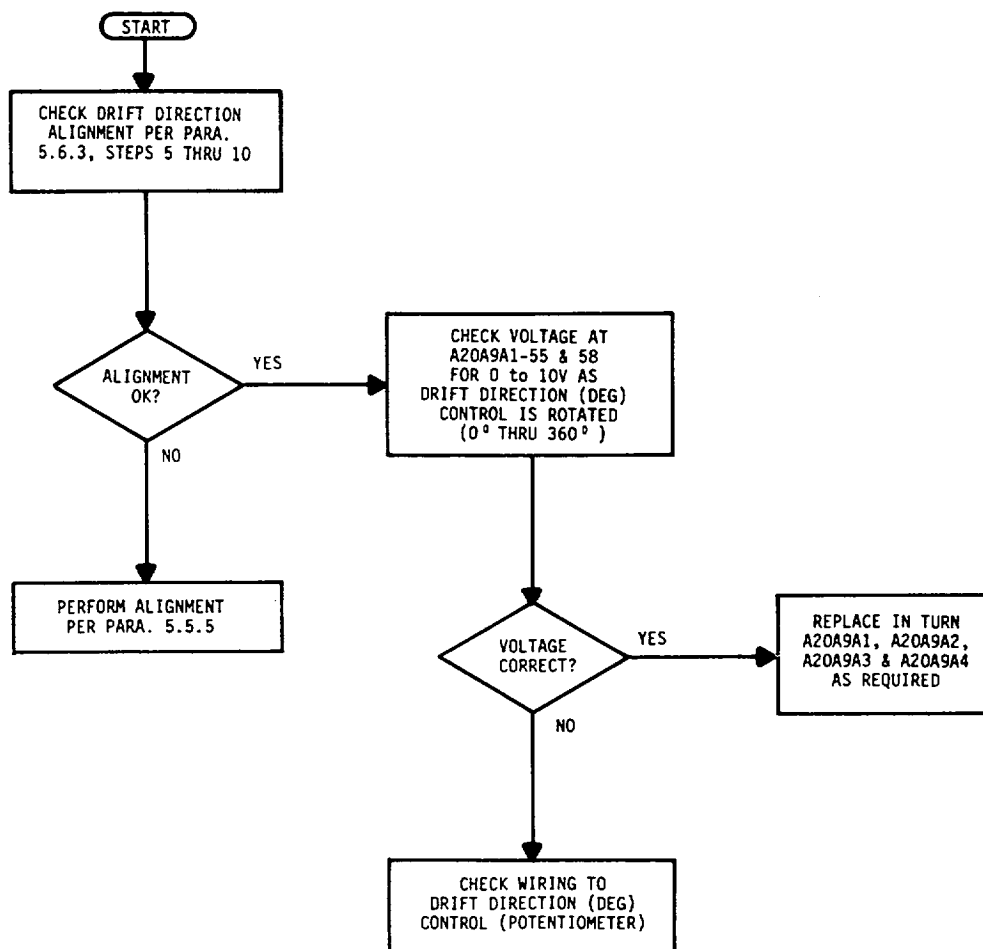 START
CHECK DRIFT DIRECTION
ALIGNMENT PER PARA.
5.6.3, STEPS 5 THRU 10
ALIGNMENT
OK?
YES
NO
PERFORM ALIGNMENT
PER PARA. 5.5.5
CHECK VOLTAGE AT
A20A9A1-55 & 58
FOR 0 to 10V AS
DRIFT DIRECTION (DEG)
CONTROL IS ROTATED
(0° THRU 360°)
VOLTAGE
CORRECT?
YES
NO
REPLACE IN TURN
A20A9A1, A20A9A2,
A20A9A3 & A20A9A4
AS REQUIRED
CHECK WIRING TO
DRIFT DIRECTION (DEG)
CONTROL (POTENTIOMETER)